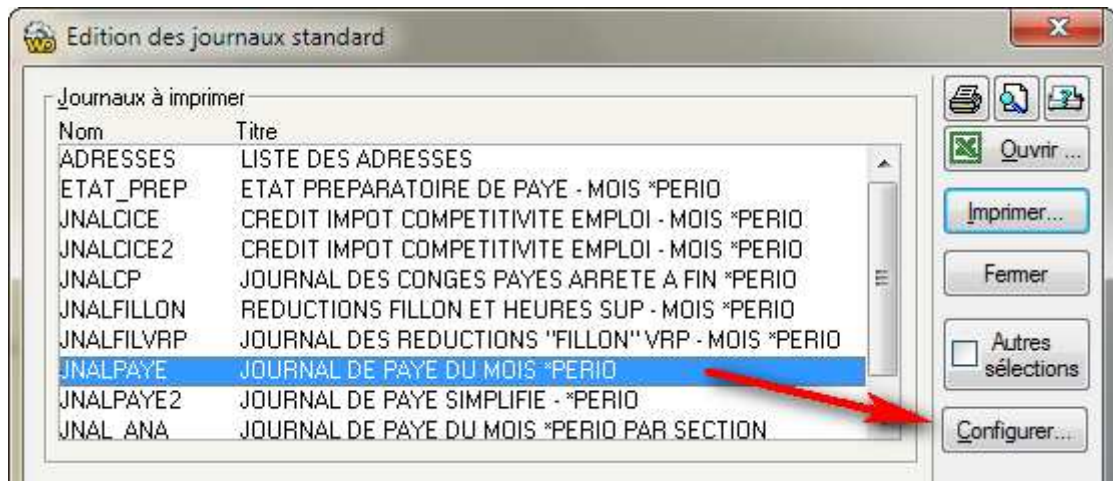 Edition des journaux standard
Journaux à imprimer
Nom Titre
ADRESSES LISTE DES ADRESSES
ETAT_PREP ETAT PREPARATOIRE DE PAYE - MOIS *PERIO
JNALCICE CREDIT IMPOT COMPETITIVITE EMPLOI - MOIS *PERIO
JNALCICE2 CREDIT IMPOT COMPETITIVITE EMPLOI - MOIS *PERIO
JNALCP JOURNAL DES CONGES PAYES ARRETE A FIN *PERIO
JNALFILLON REDUCTIONS FILLON ET HEURES SUP - MOIS *PERIO
JNALFILVRP JOURNAL DES REDUCTIONS "FILLON" VRP - MOIS *PERIO
JNALPAYE JOURNAL DE PAYE DU MOIS *PERIO
JNALPAYE2 JOURNAL DE PAYE SIMPLIFIE - *PERIO
JNAL_ANA JOURNAL DE PAYE DU MOIS *PERIO PAR SECTION
Ouvrir ...
Imprimer...
Fermer
Autres
sélections
Configurer...